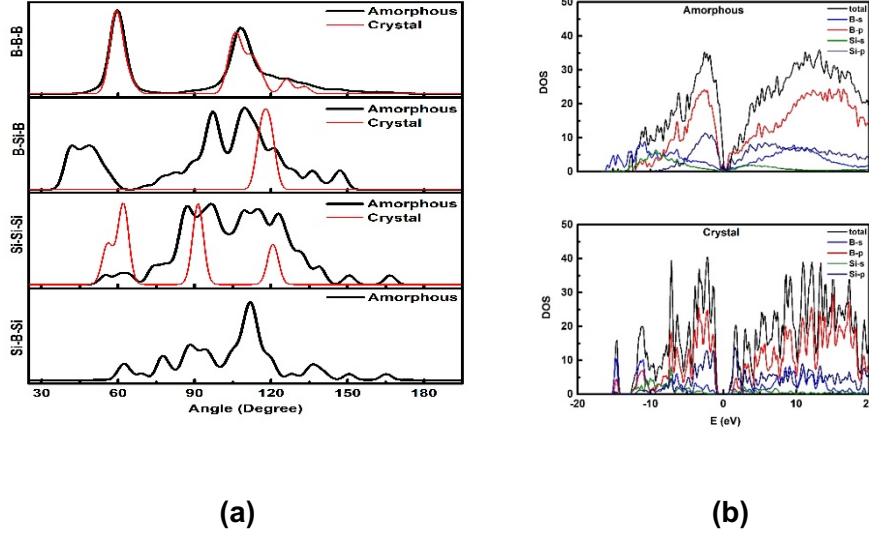 B-B-B
Amorphous
Crystal
B-Si-B
Amorphous
Crystal
Si-Si-Si
Amorphous
Crystal
Si-B-Si
Amorphous
30 60 90 120 150 180
Angle (Degree)
(a)
Amorphous
total
B-s
B-p
Si-s
Si-p
DOS
50
40
30
20
10
0
Crystal
total
B-s
B-p
Si-s
Si-p
DOS
50
40
30
20
10
0
-20 -10 0 10 2
E (eV)
(b)